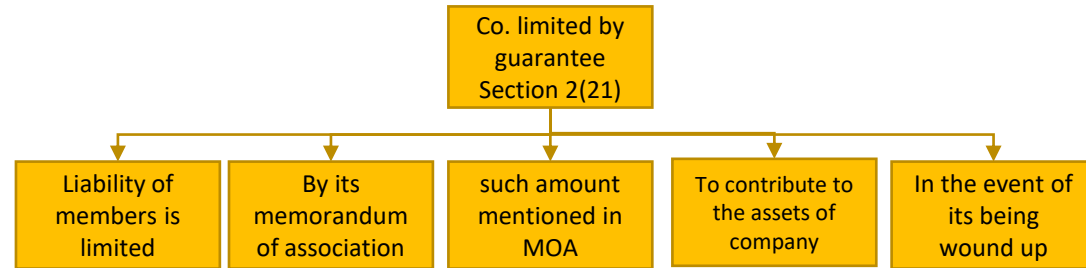 Co. limited by
guarantee
Section 2(21)
Liability of
members is
limited
By its
memorandum
of association
such amount
mentioned in
MOA
To contribute to
the assets of
company
In the event of
its being
wound up